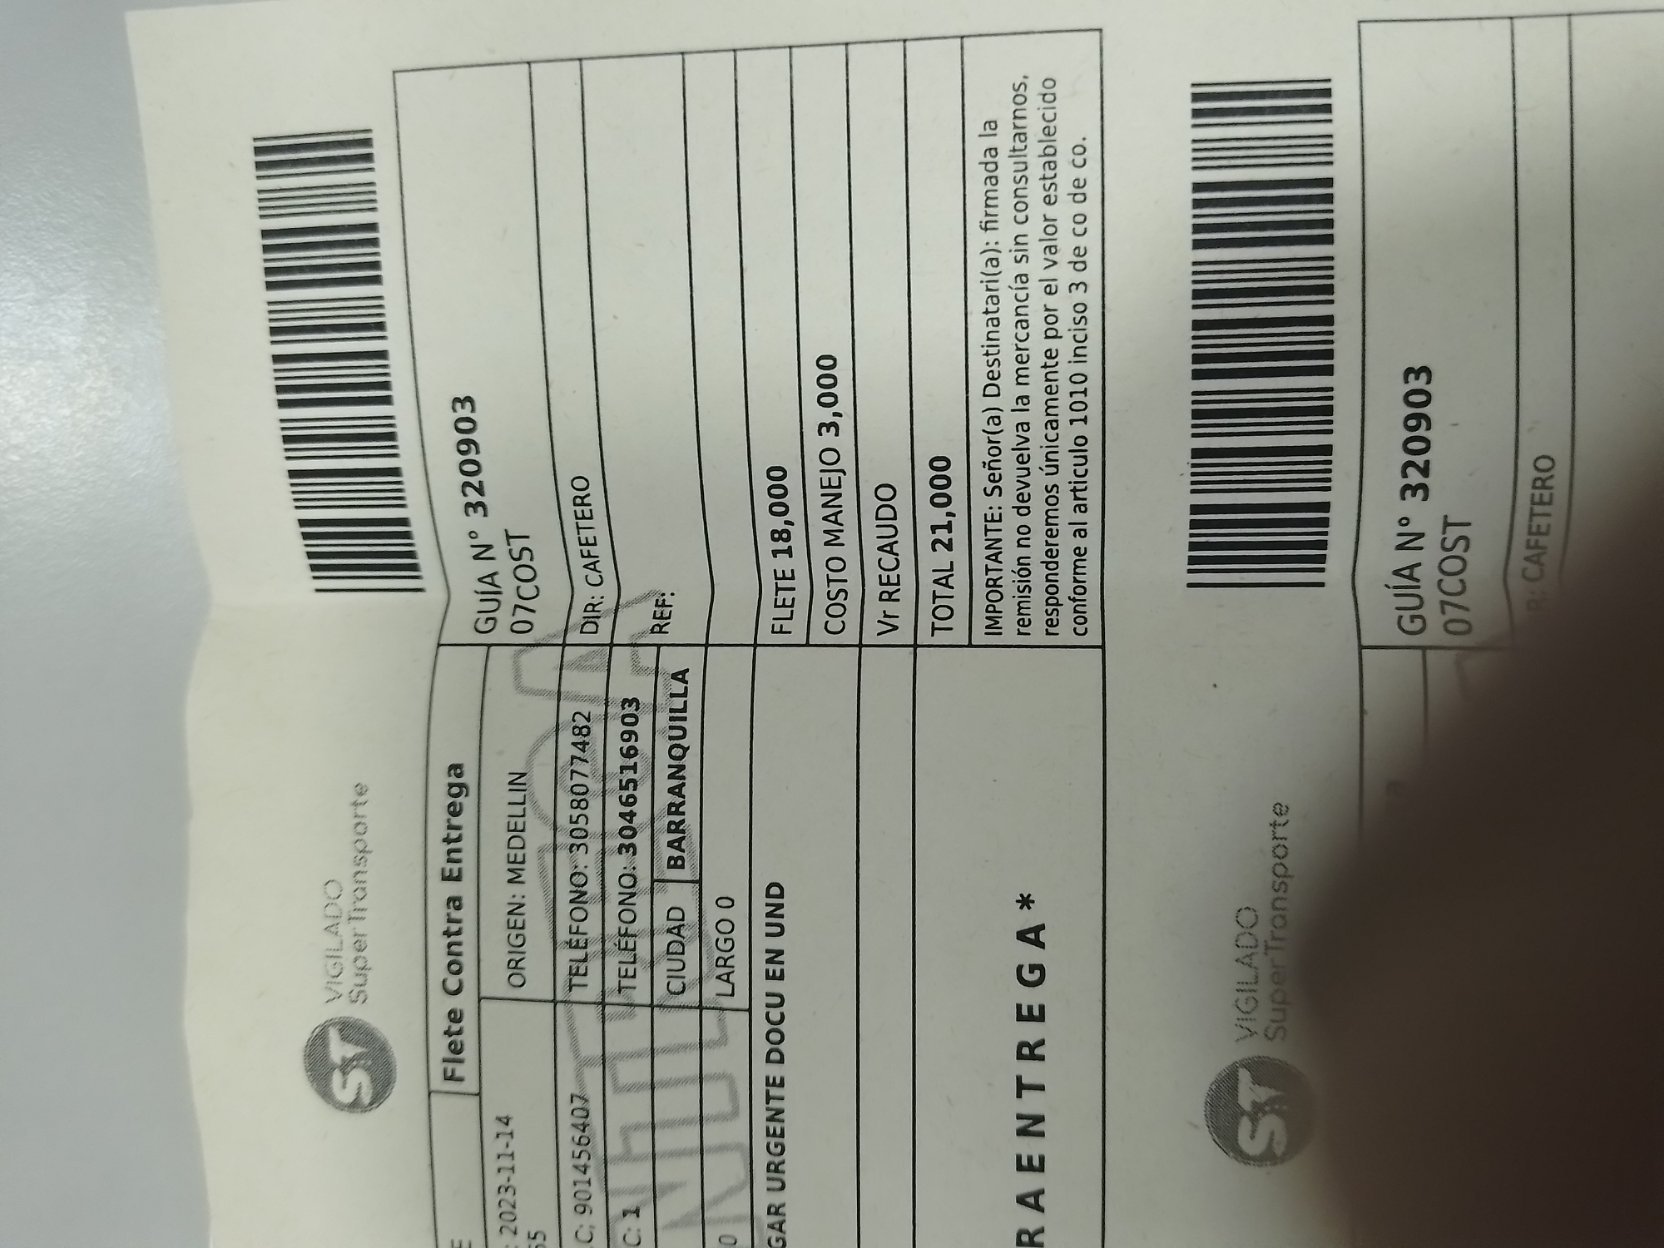 VIGILADO
SuperTransporte
Flete Contra Entrega
GUÍA Nº 320903
07COST
: 2023-11-14
ORIGEN: MEDELLIN
C: 901456407
TELÉFONO: 3058077482
DIR: CAFETERO
C: 1
TELÉFONO: 3046516903
CIUDAD BARRANQUILLA
REF:
0
LARGO 0
GAR URGENTE DOCU EN UND
FLETE 18,000
COSTO MANEJO 3,000
Vr RECAUDO
TOTAL 21,000
RAENTREGA*
IMPORTANTE: Señor(a) Destinatari(a): firmada la
remisión no devuelva la mercancía sin consultarnos,
responderemos únicamente por el valor establecido
conforme al articulo 1010 inciso 3 de co de co.
VIGILADO
SuperTransporte
GUÍA Nº 320903
07COST
R: CAFETERO